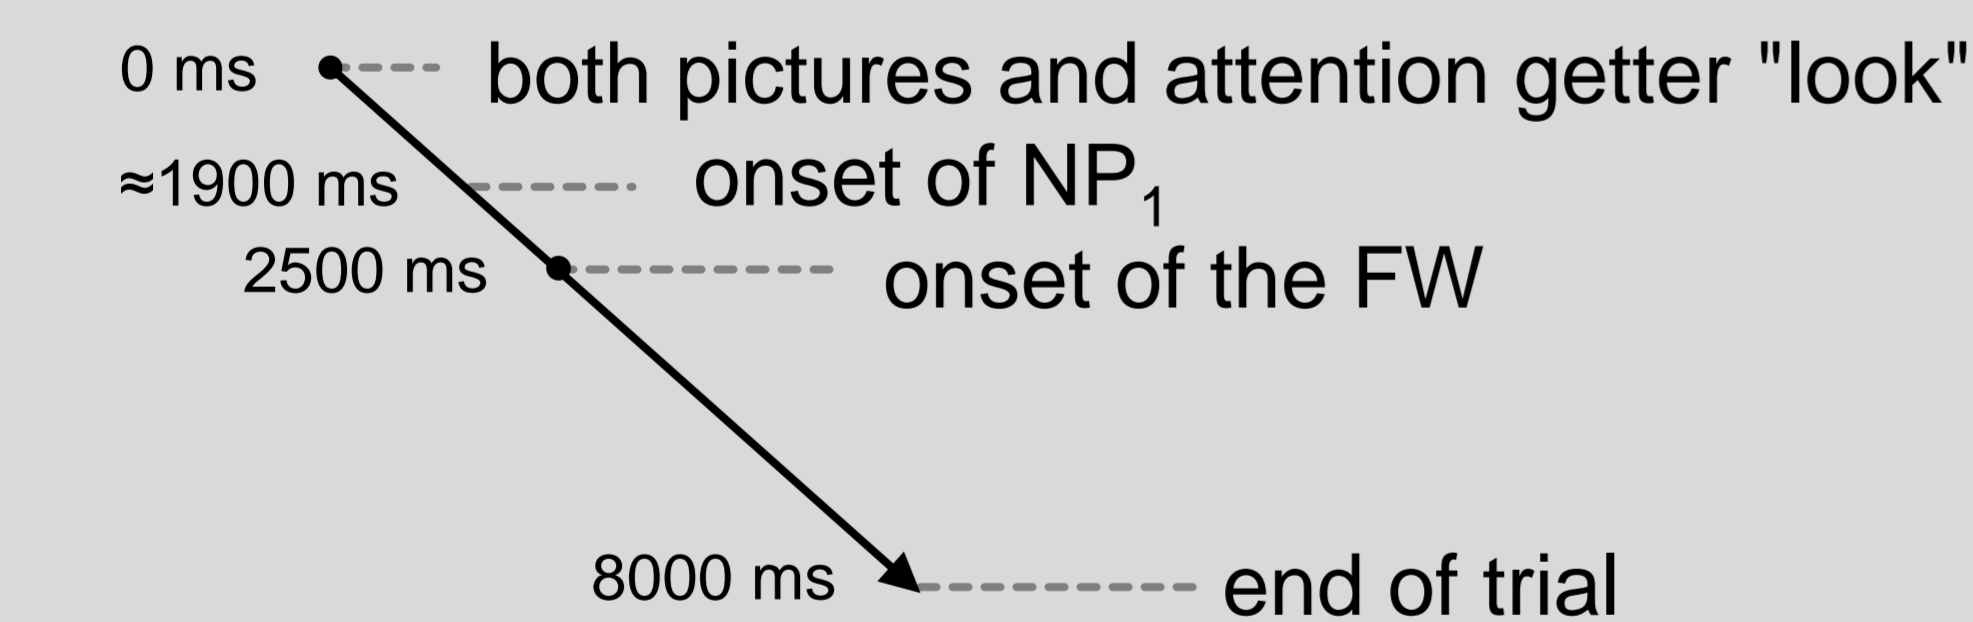 0 ms both pictures and attention getter "look"
≈1900 ms onset of NP₁
2500 ms onset of the FW
8000 ms end of trial